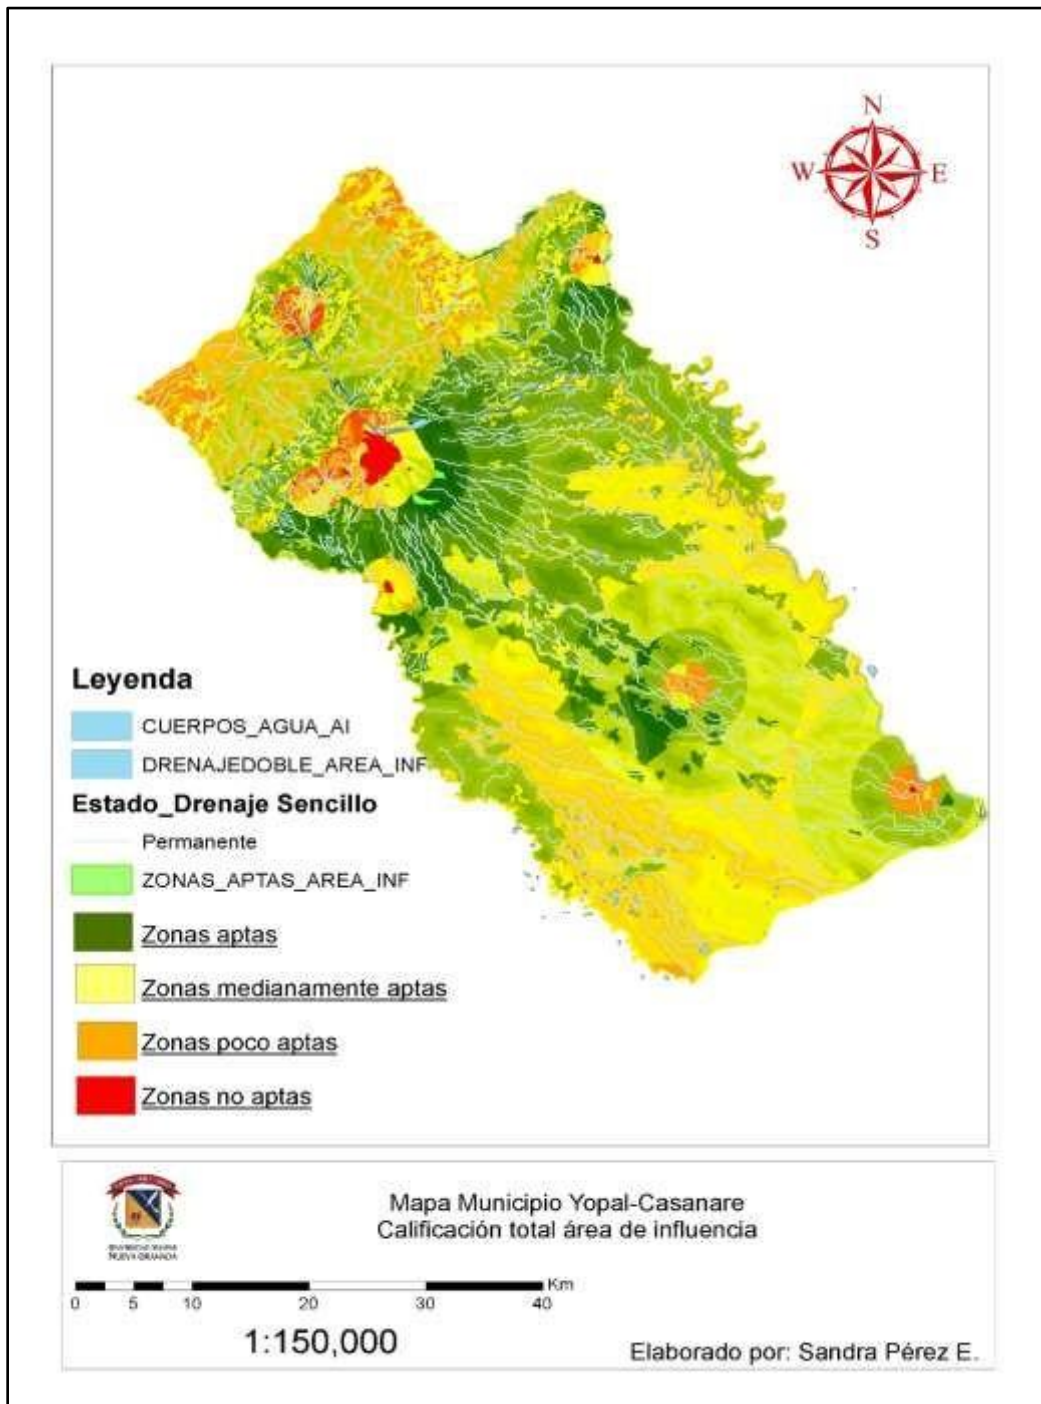 N
W E
S
Leyenda
CUERPOS_AGUA_AI
DRENAJEDOBLE_AREA_INF
Estado_Drenaje Sencillo
Permanente
ZONAS_APTAS_AREA_INF
Zonas aptas
Zonas medianamente aptas
Zonas poco aptas
Zonas no aptas
Mapa Municipio Yopal-Casanare
Calificación total área de influencia
NUEVA GRANADA
Km
0 5 10 20 30 40
1:150,000
Elaborado por: Sandra Pérez E.